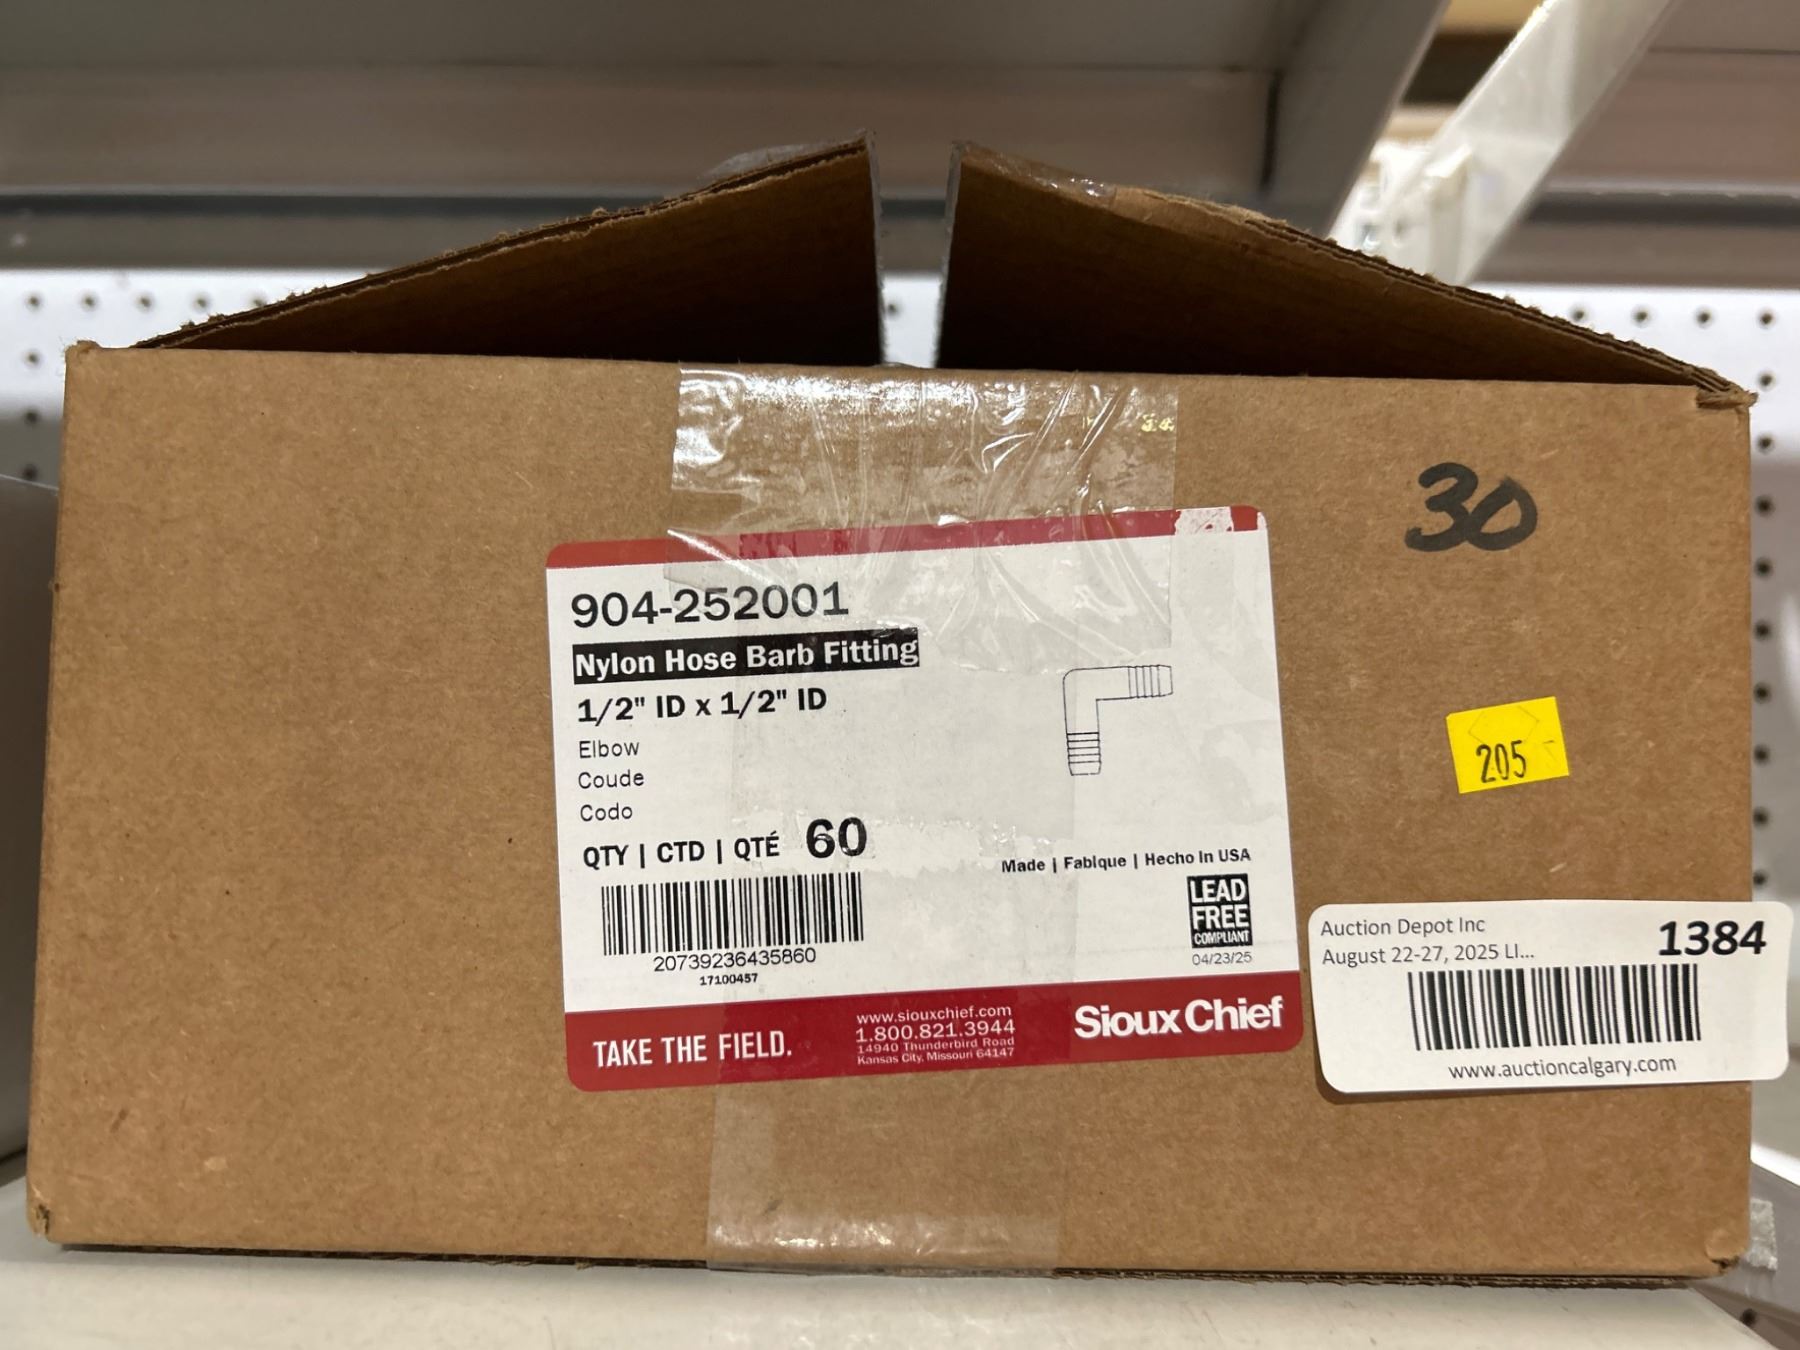 30
904-252001
Nylon Hose Barb Fitting
1/2" ID x 1/2" ID
Elbow
Coude
Codo
QTY | CTD | QTÉ 60
20739236435860
17100457
Made | Fabique | Hecho in USA
LEAD
FREE
COMPLIANT
04/23/25
TAKE THE FIELD.
www.siouxchief.com
1.800.821.3944
14940 Thunderbird Road
Kansas City, Missouri 64147
Sioux Chief
205
Auction Depot Inc
1384
August 22-27, 2025 LI...
www.auctioncalgary.com